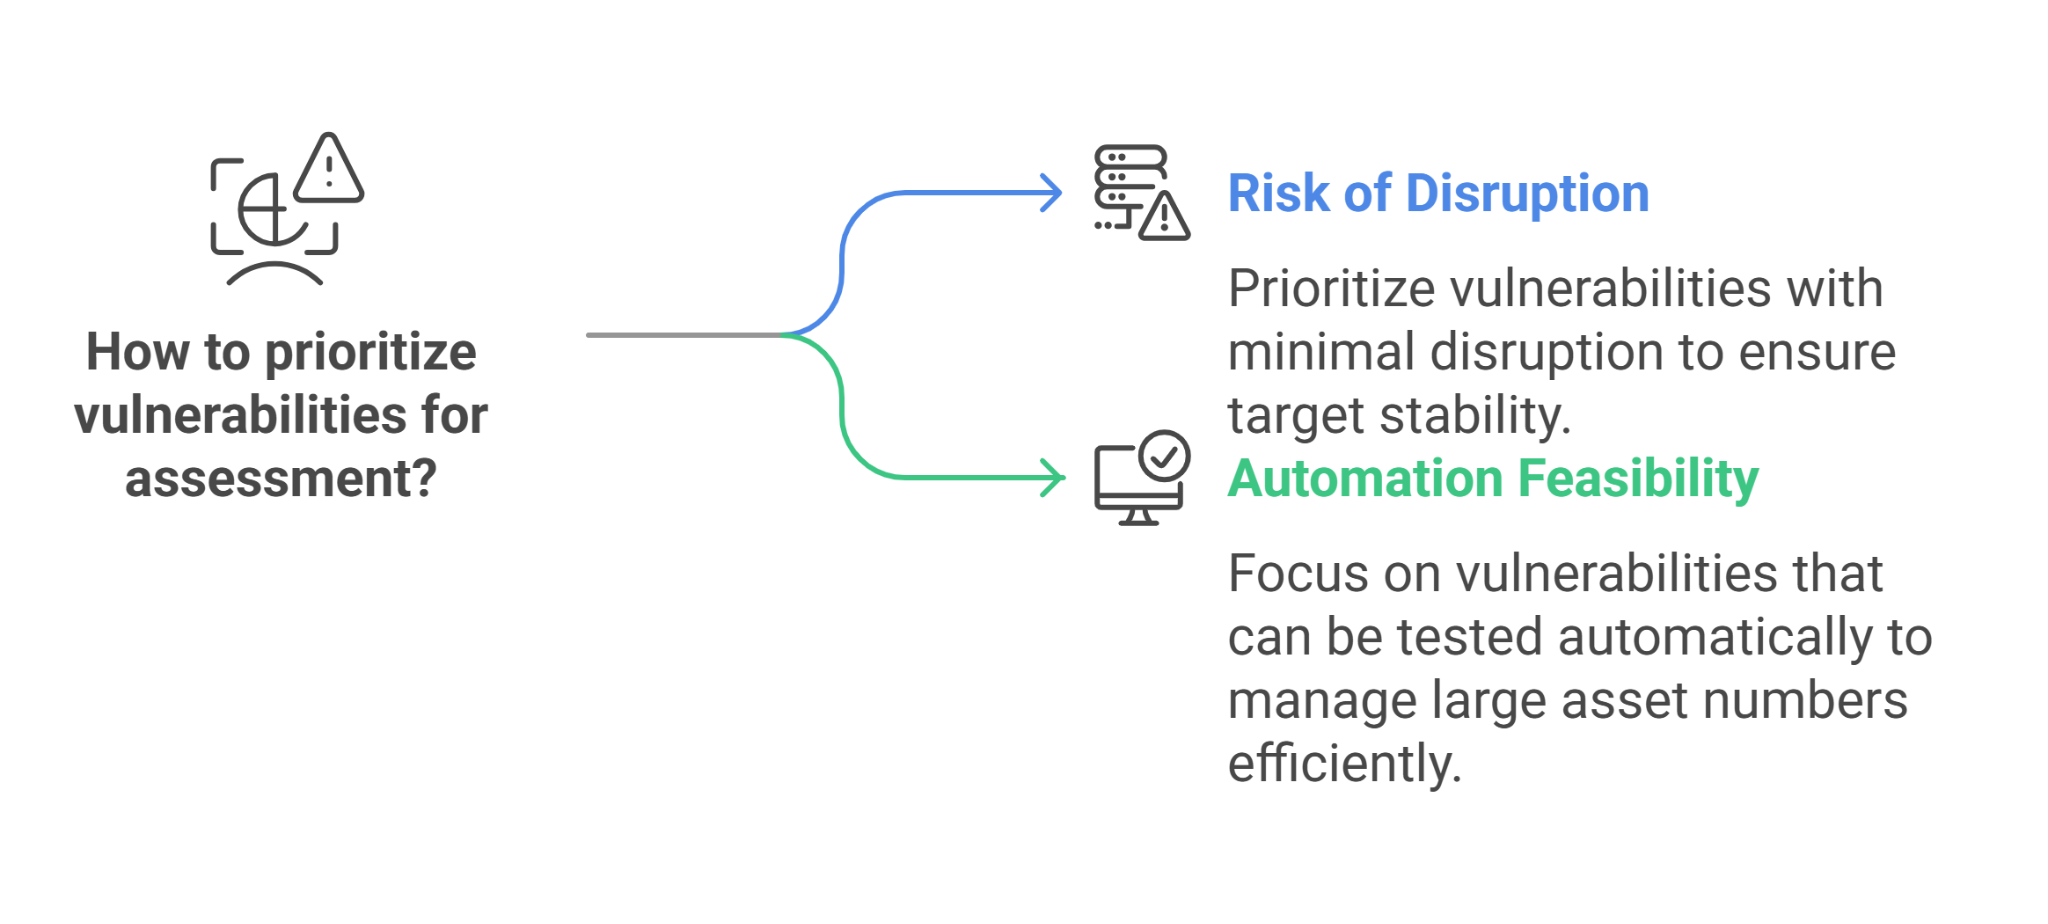 How to prioritize
vulnerabilities for
assessment?
Risk of Disruption
Prioritize vulnerabilities with
minimal disruption to ensure
target stability.
Automation Feasibility
Focus on vulnerabilities that
can be tested automatically to
manage large asset numbers
efficiently.